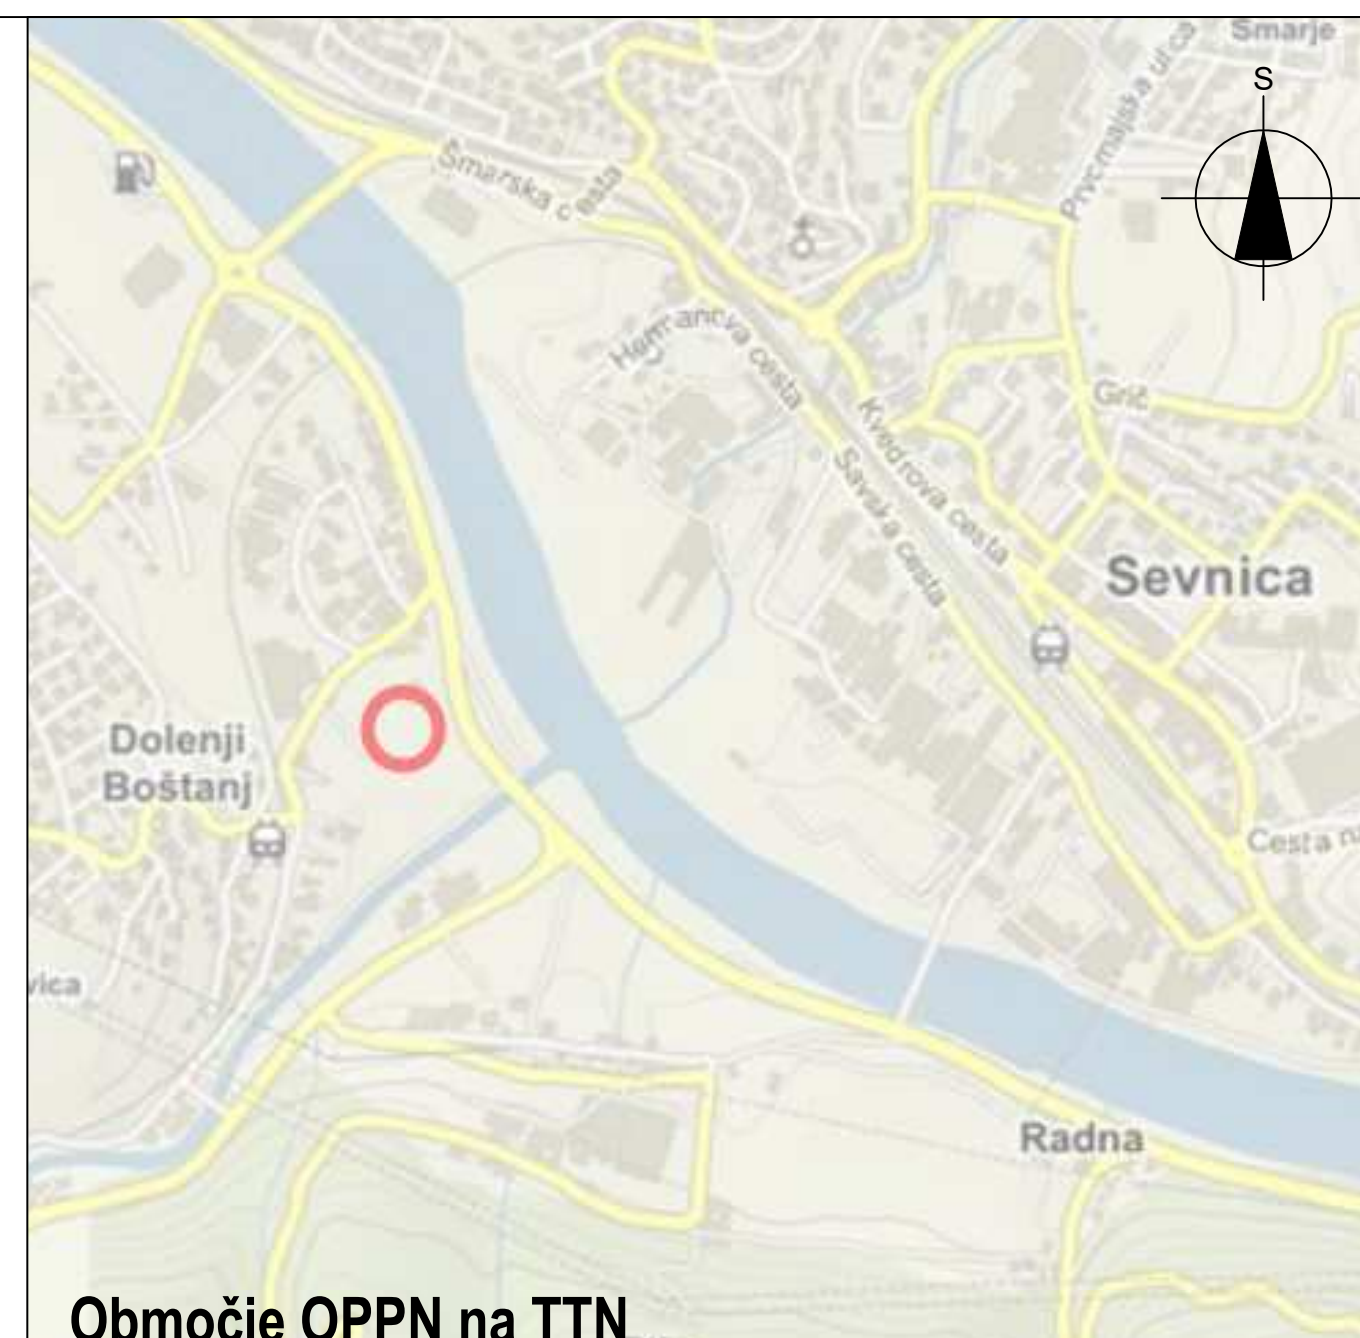 Šmarje
S
Prvomajska ulica
Šmarska cesta
Hermanova cesta
Grič
Kvedrova cesta
Savska cesta
Sevnica
Dolenji
Boštanj
Cesta na
vica
Radna
Območje OPPN na TTN